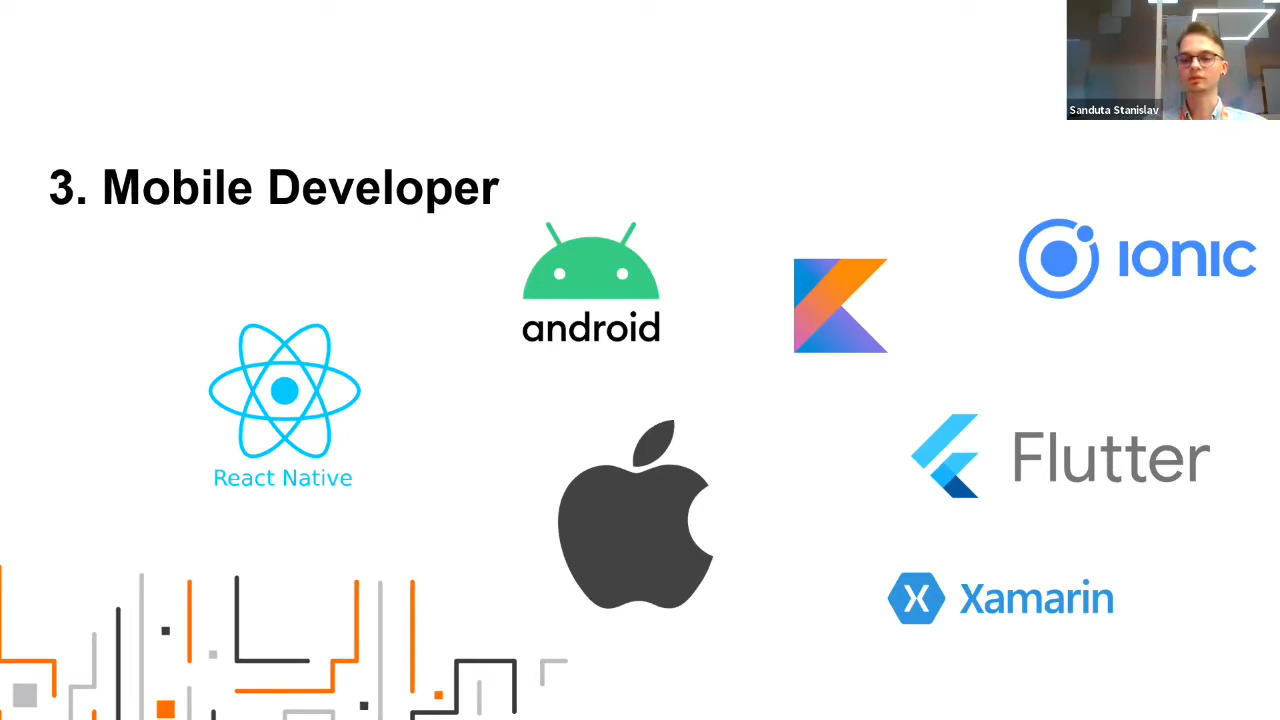 Sanduta Stanislav
3. Mobile Developer
android
ionic
React Native
Flutter
Xamarin